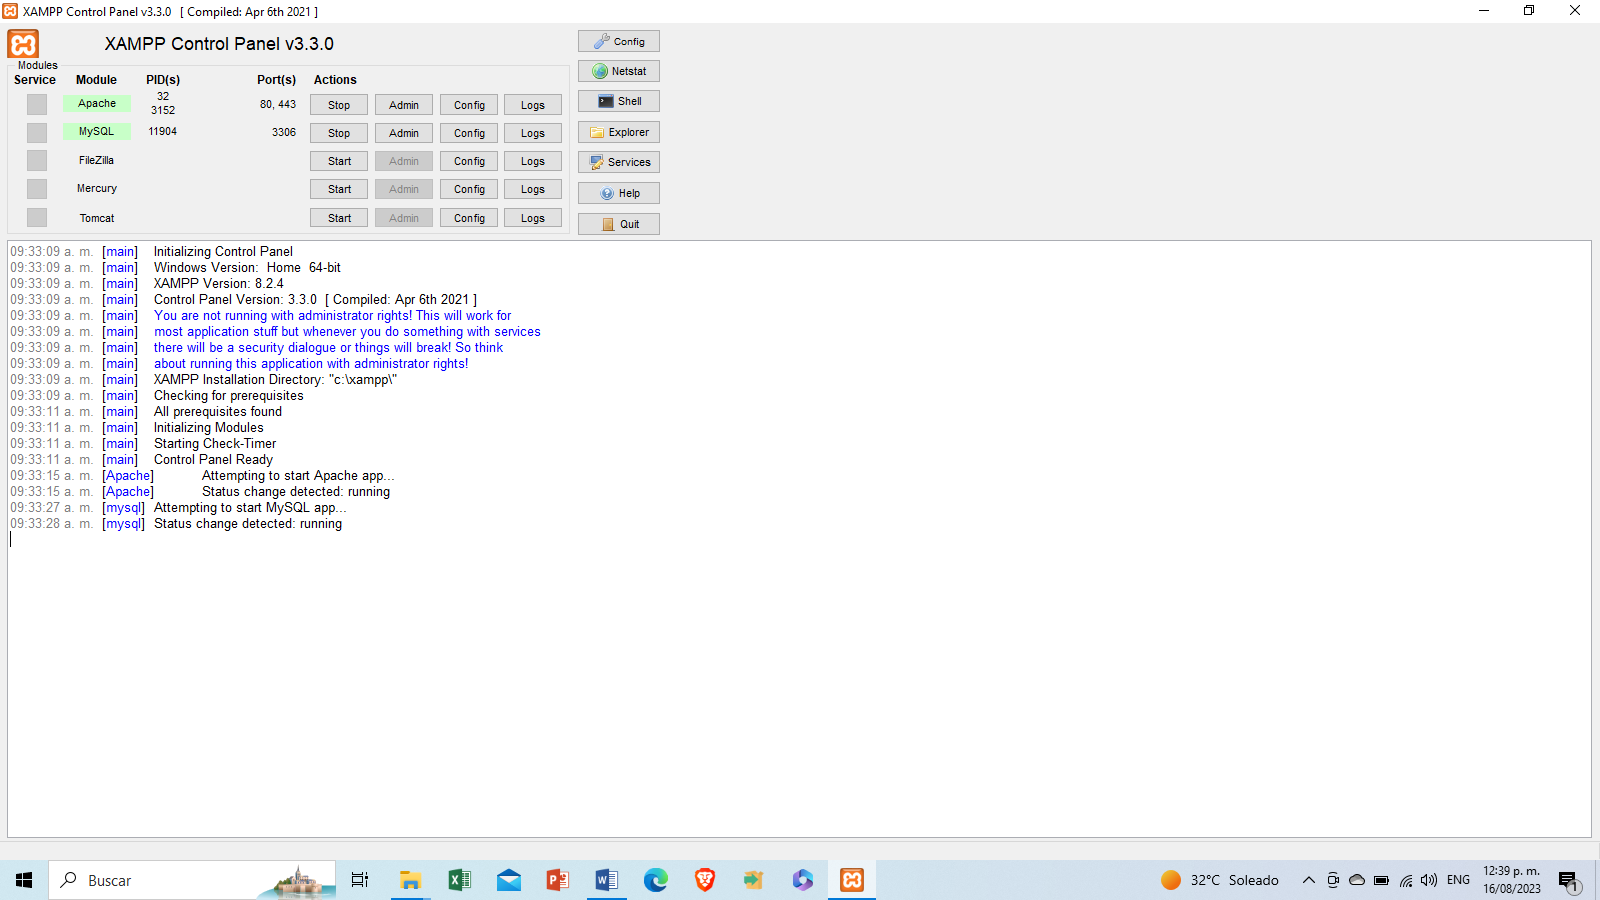 XAMPP Control Panel v3.3.0 [ Compiled: Apr 6th 2021 ]
XAMPP Control Panel v3.3.0
Modules
Service Module PID(s) Port(s) Actions
Apache 32 3152 80, 443 Stop Admin Config Logs
MySQL 11904 3306 Stop Admin Config Logs
FileZilla Start Admin Config Logs
Mercury Start Admin Config Logs
Tomcat Start Admin Config Logs
Config
Netstat
Shell
Explorer
Services
Help
Quit
09:33:09 a. m. [main] Initializing Control Panel
09:33:09 a. m. [main] Windows Version: Home 64-bit
09:33:09 a. m. [main] XAMPP Version: 8.2.4
09:33:09 a. m. [main] Control Panel Version: 3.3.0 [ Compiled: Apr 6th 2021 ]
09:33:09 a. m. [main] You are not running with administrator rights! This will work for
09:33:09 a. m. [main] most application stuff but whenever you do something with services
09:33:09 a. m. [main] there will be a security dialogue or things will break! So think
09:33:09 a. m. [main] about running this application with administrator rights!
09:33:09 a. m. [main] XAMPP Installation Directory: "c:\xampp\"
09:33:09 a. m. [main] Checking for prerequisites
09:33:11 a. m. [main] All prerequisites found
09:33:11 a. m. [main] Initializing Modules
09:33:11 a. m. [main] Starting Check-Timer
09:33:11 a. m. [main] Control Panel Ready
09:33:15 a. m. [Apache] Attempting to start Apache app...
09:33:15 a. m. [Apache] Status change detected: running
09:33:27 a. m. [mysql] Attempting to start MySQL app...
09:33:28 a. m. [mysql] Status change detected: running
Buscar
32°C Soleado
ENG
12:39 p. m.
16/08/2023
1